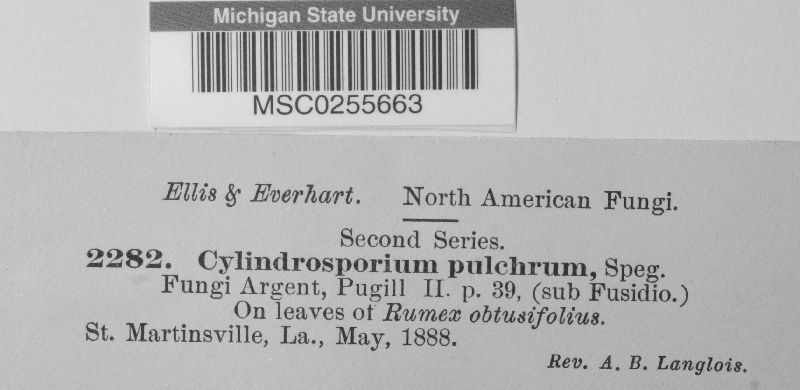 Michigan State University
MSC0255663
Ellis & Everhart. North American Fungi.
Second Series.
2282. Cylindrosporium pulchrum, Speg.
Fungi Argent, Pugill II. p. 39, (sub Fusidio.)
On leaves of Rumex obtusifolius.
St. Martinsville, La., May, 1888.
Rev. A. B. Langlois.